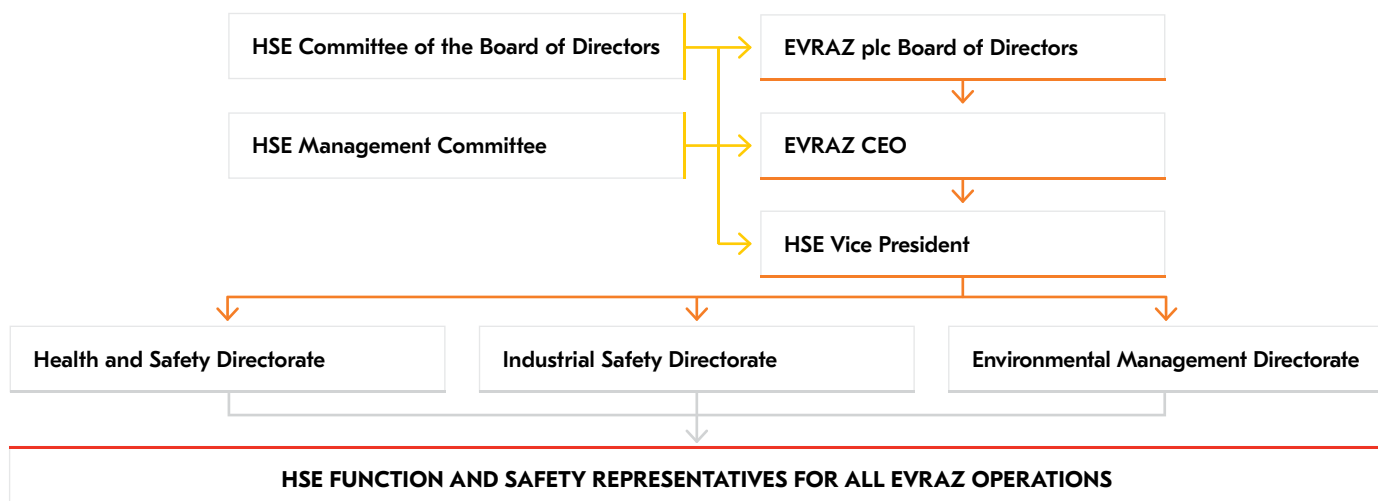 HSE Committee of the Board of Directors
EVRAZ plc Board of Directors
HSE Management Committee
EVRAZ CEO
HSE Vice President
Health and Safety Directorate
Industrial Safety Directorate
Environmental Management Directorate
HSE FUNCTION AND SAFETY REPRESENTATIVES FOR ALL EVRAZ OPERATIONS